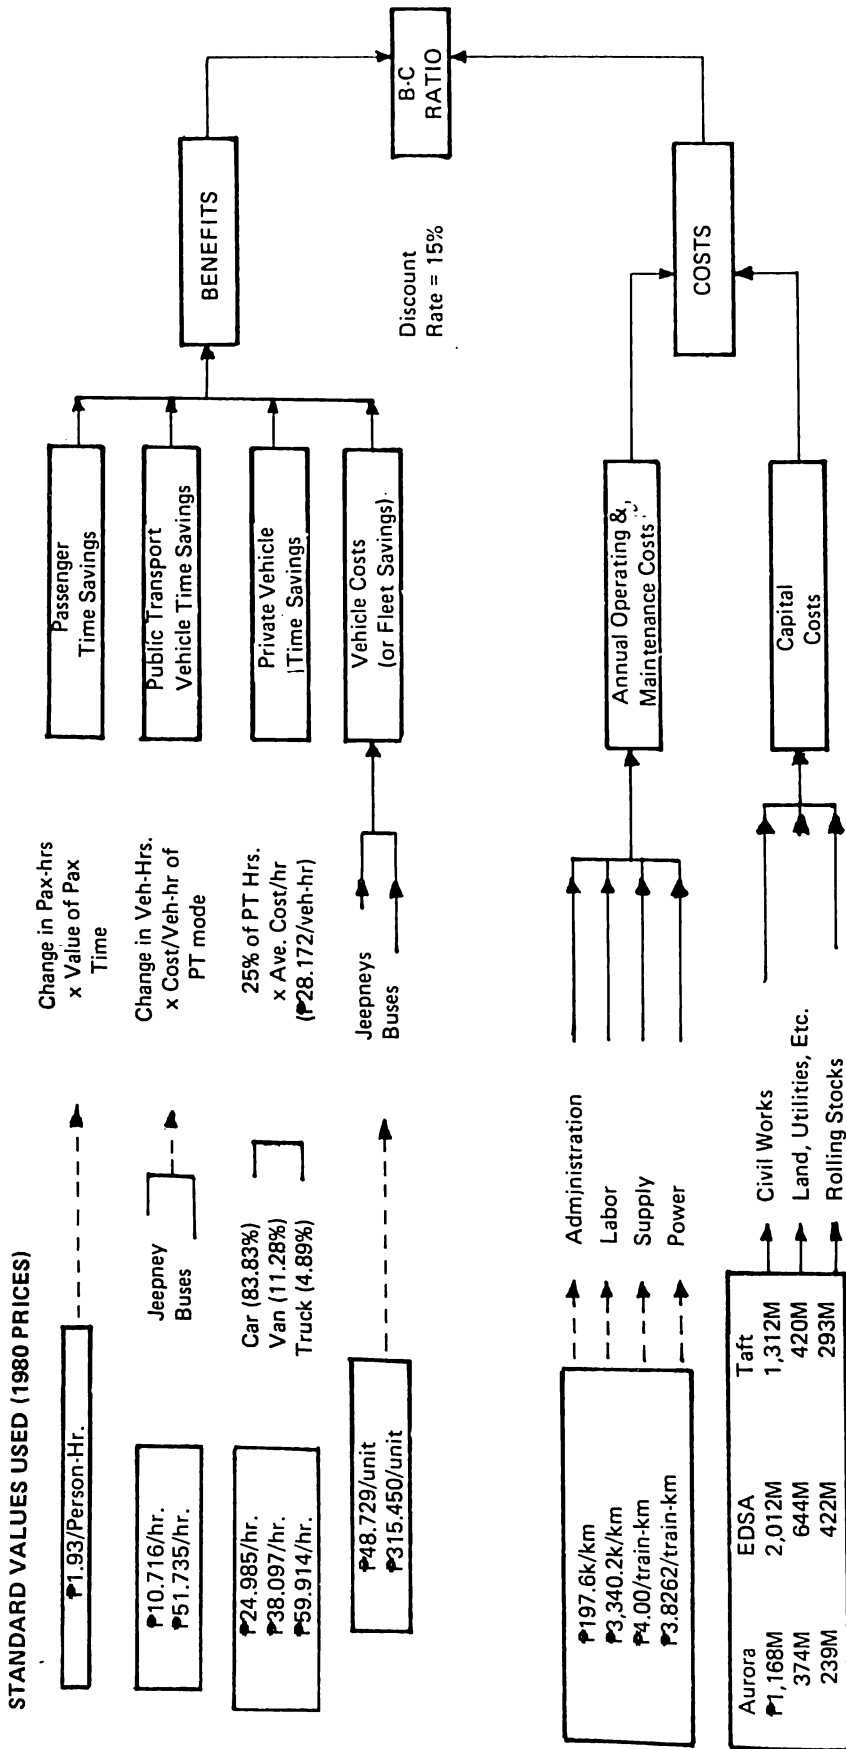 STANDARD VALUES USED (1980 PRICES)
₱1.93/Person-Hr.
Change in Pax-hrs
x Value of Pax
Time
Passenger
Time Savings
₱10.716/hr.
₱51.735/hr.
Jeepney
Buses
Change in Veh-Hrs.
x Cost/Veh-hr of
PT mode
Public Transport
Vehicle Time Savings
₱24.985/hr.
₱38.097/hr.
₱59.914/hr.
Car (83.83%)
Van (11.28%)
Truck (4.89%)
25% of PT Hrs.
x Ave. Cost/hr
(₱28.172/veh-hr)
Private Vehicle
Time Savings
₱48.729/unit
₱315.450/unit
Jeepneys
Buses
Vehicle Costs
(or Fleet Savings)
BENEFITS
Discount
Rate = 15%
B-C
RATIO
₱197.6k/km
₱3,340.2k/km
₱4.00/train-km
₱3.8262/train-km
Administration
Labor
Supply
Power
Annual Operating &
Maintenance Costs
COSTS
Aurora EDSA Taft
₱1,168M 2,012M 1,312M
374M 644M 420M
239M 422M 293M
Civil Works
Land, Utilities, Etc.
Rolling Stocks
Capital
Costs